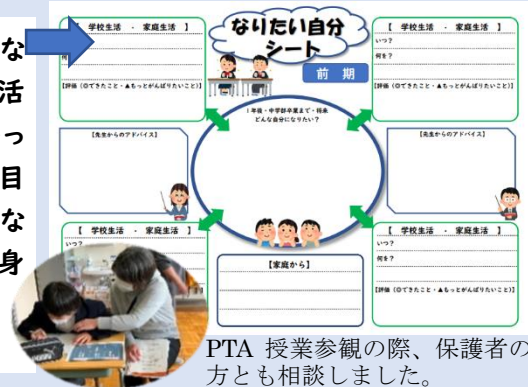 な
活
っ
目
な
身
なりたい自分
シート
前 期
【 学校生活 ・ 家庭生活 】
【評価（◎できたこと・▲もっとがんばりたいこと）】
【 学校生活 ・ 家庭生活 】
いつ？
何を？
【評価（◎できたこと・▲もっとがんばりたいこと）】
1年後・中学部卒業まで・将来
どんな自分になりたい？
【先生からのアドバイス】
【先生からのアドバイス】
【 学校生活 ・ 家庭生活 】
いつ？
【家庭から】
【 学校生活 ・ 家庭生活 】
いつ？
何を？
【評価（◎できたこと・▲もっとがんばりたいこと）】
PTA 授業参観の際、保護者の
方とも相談しました。